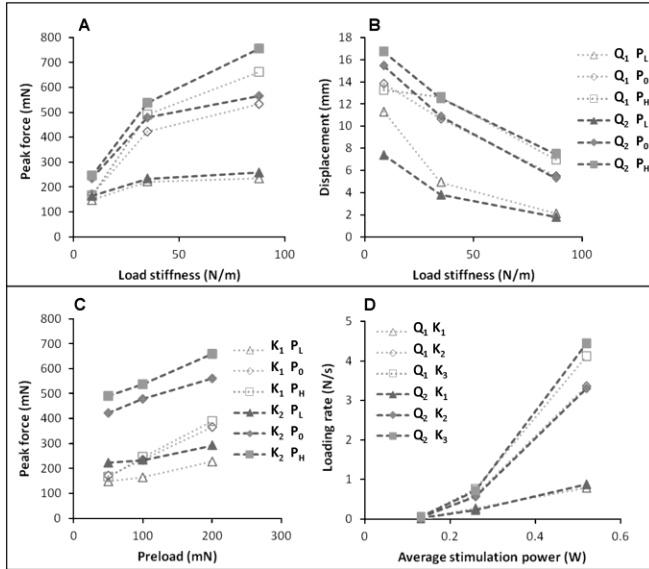 A
Peak force (mN)
800
700
600
500
400
300
200
100
0
0 50 100
Load stiffness (N/m)
B
Displacement (mm)
18
16
14
12
10
8
6
4
2
0
0 50 100
Load stiffness (N/m)
Q1 PL
Q1 P0
Q1 PH
Q2 PL
Q2 P0
Q2 PH
C
Peak force (mN)
800
700
600
500
400
300
200
100
0
0 100 200 300
Preload (mN)
K1 PL
K1 P0
K1 PH
K2 PL
K2 P0
K2 PH
D
Loading rate (N/s)
5
4
3
2
1
0
0 0.2 0.4 0.6
Average stimulation power (W)
Q1 K1
Q1 K2
Q1 K3
Q2 K1
Q2 K2
Q2 K3